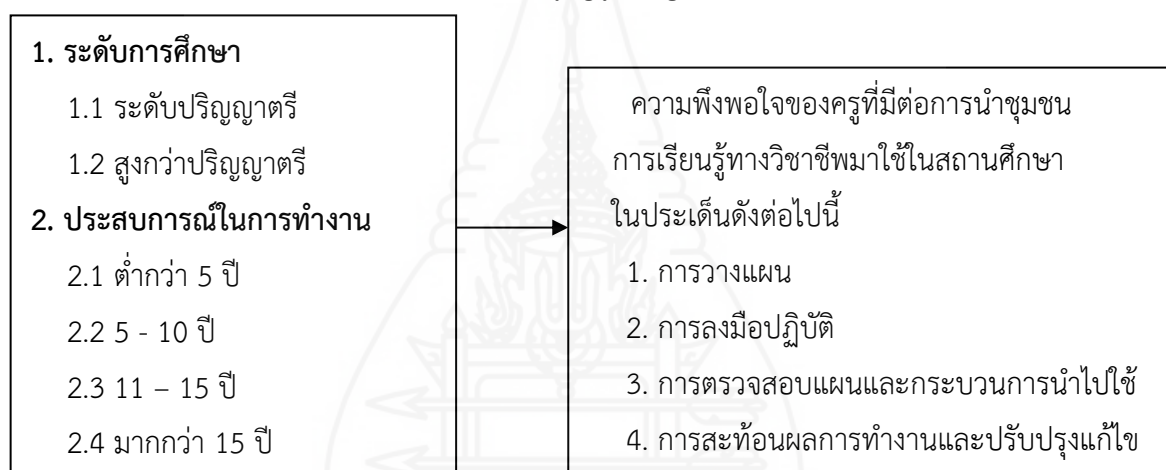 1. ระดับการศึกษา
1.1 ระดับปริญญาตรี
1.2 สูงกว่าปริญญาตรี
2. ประสบการณ์ในการทำงาน
2.1 ต่ำกว่า 5 ปี
2.2 5 - 10 ปี
2.3 11 – 15 ปี
2.4 มากกว่า 15 ปี
ความพึงพอใจของครูที่มีต่อการนำชุมชน
การเรียนรู้ทางวิชาชีพมาใช้ในสถานศึกษา
ในประเด็นดังต่อไปนี้
1. การวางแผน
2. การลงมือปฏิบัติ
3. การตรวจสอบแผนและกระบวนการนำไปใช้
4. การสะท้อนผลการทำงานและปรับปรุงแก้ไข